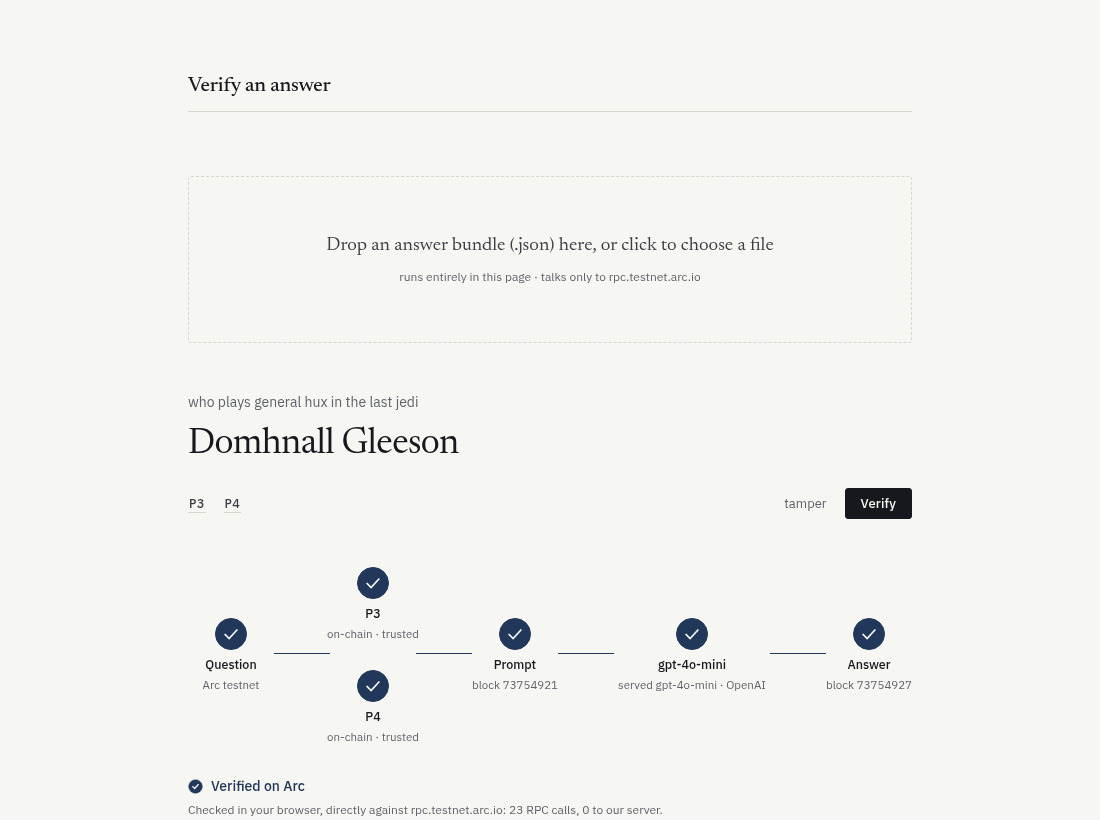 Verify an answer
Drop an answer bundle (.json) here, or click to choose a file
runs entirely in this page · talks only to rpc.testnet.arc.io
who plays general hux in the last jedi
Domhnall Gleeson
P3 P4 tamper Verify
P3
on-chain · trusted
Question Prompt gpt-4o-mini Answer
Arc testnet block 73754921 served gpt-4o-mini · OpenAI block 73754927
P4
on-chain · trusted
Verified on Arc
Checked in your browser, directly against rpc.testnet.arc.io: 23 RPC calls, 0 to our server.